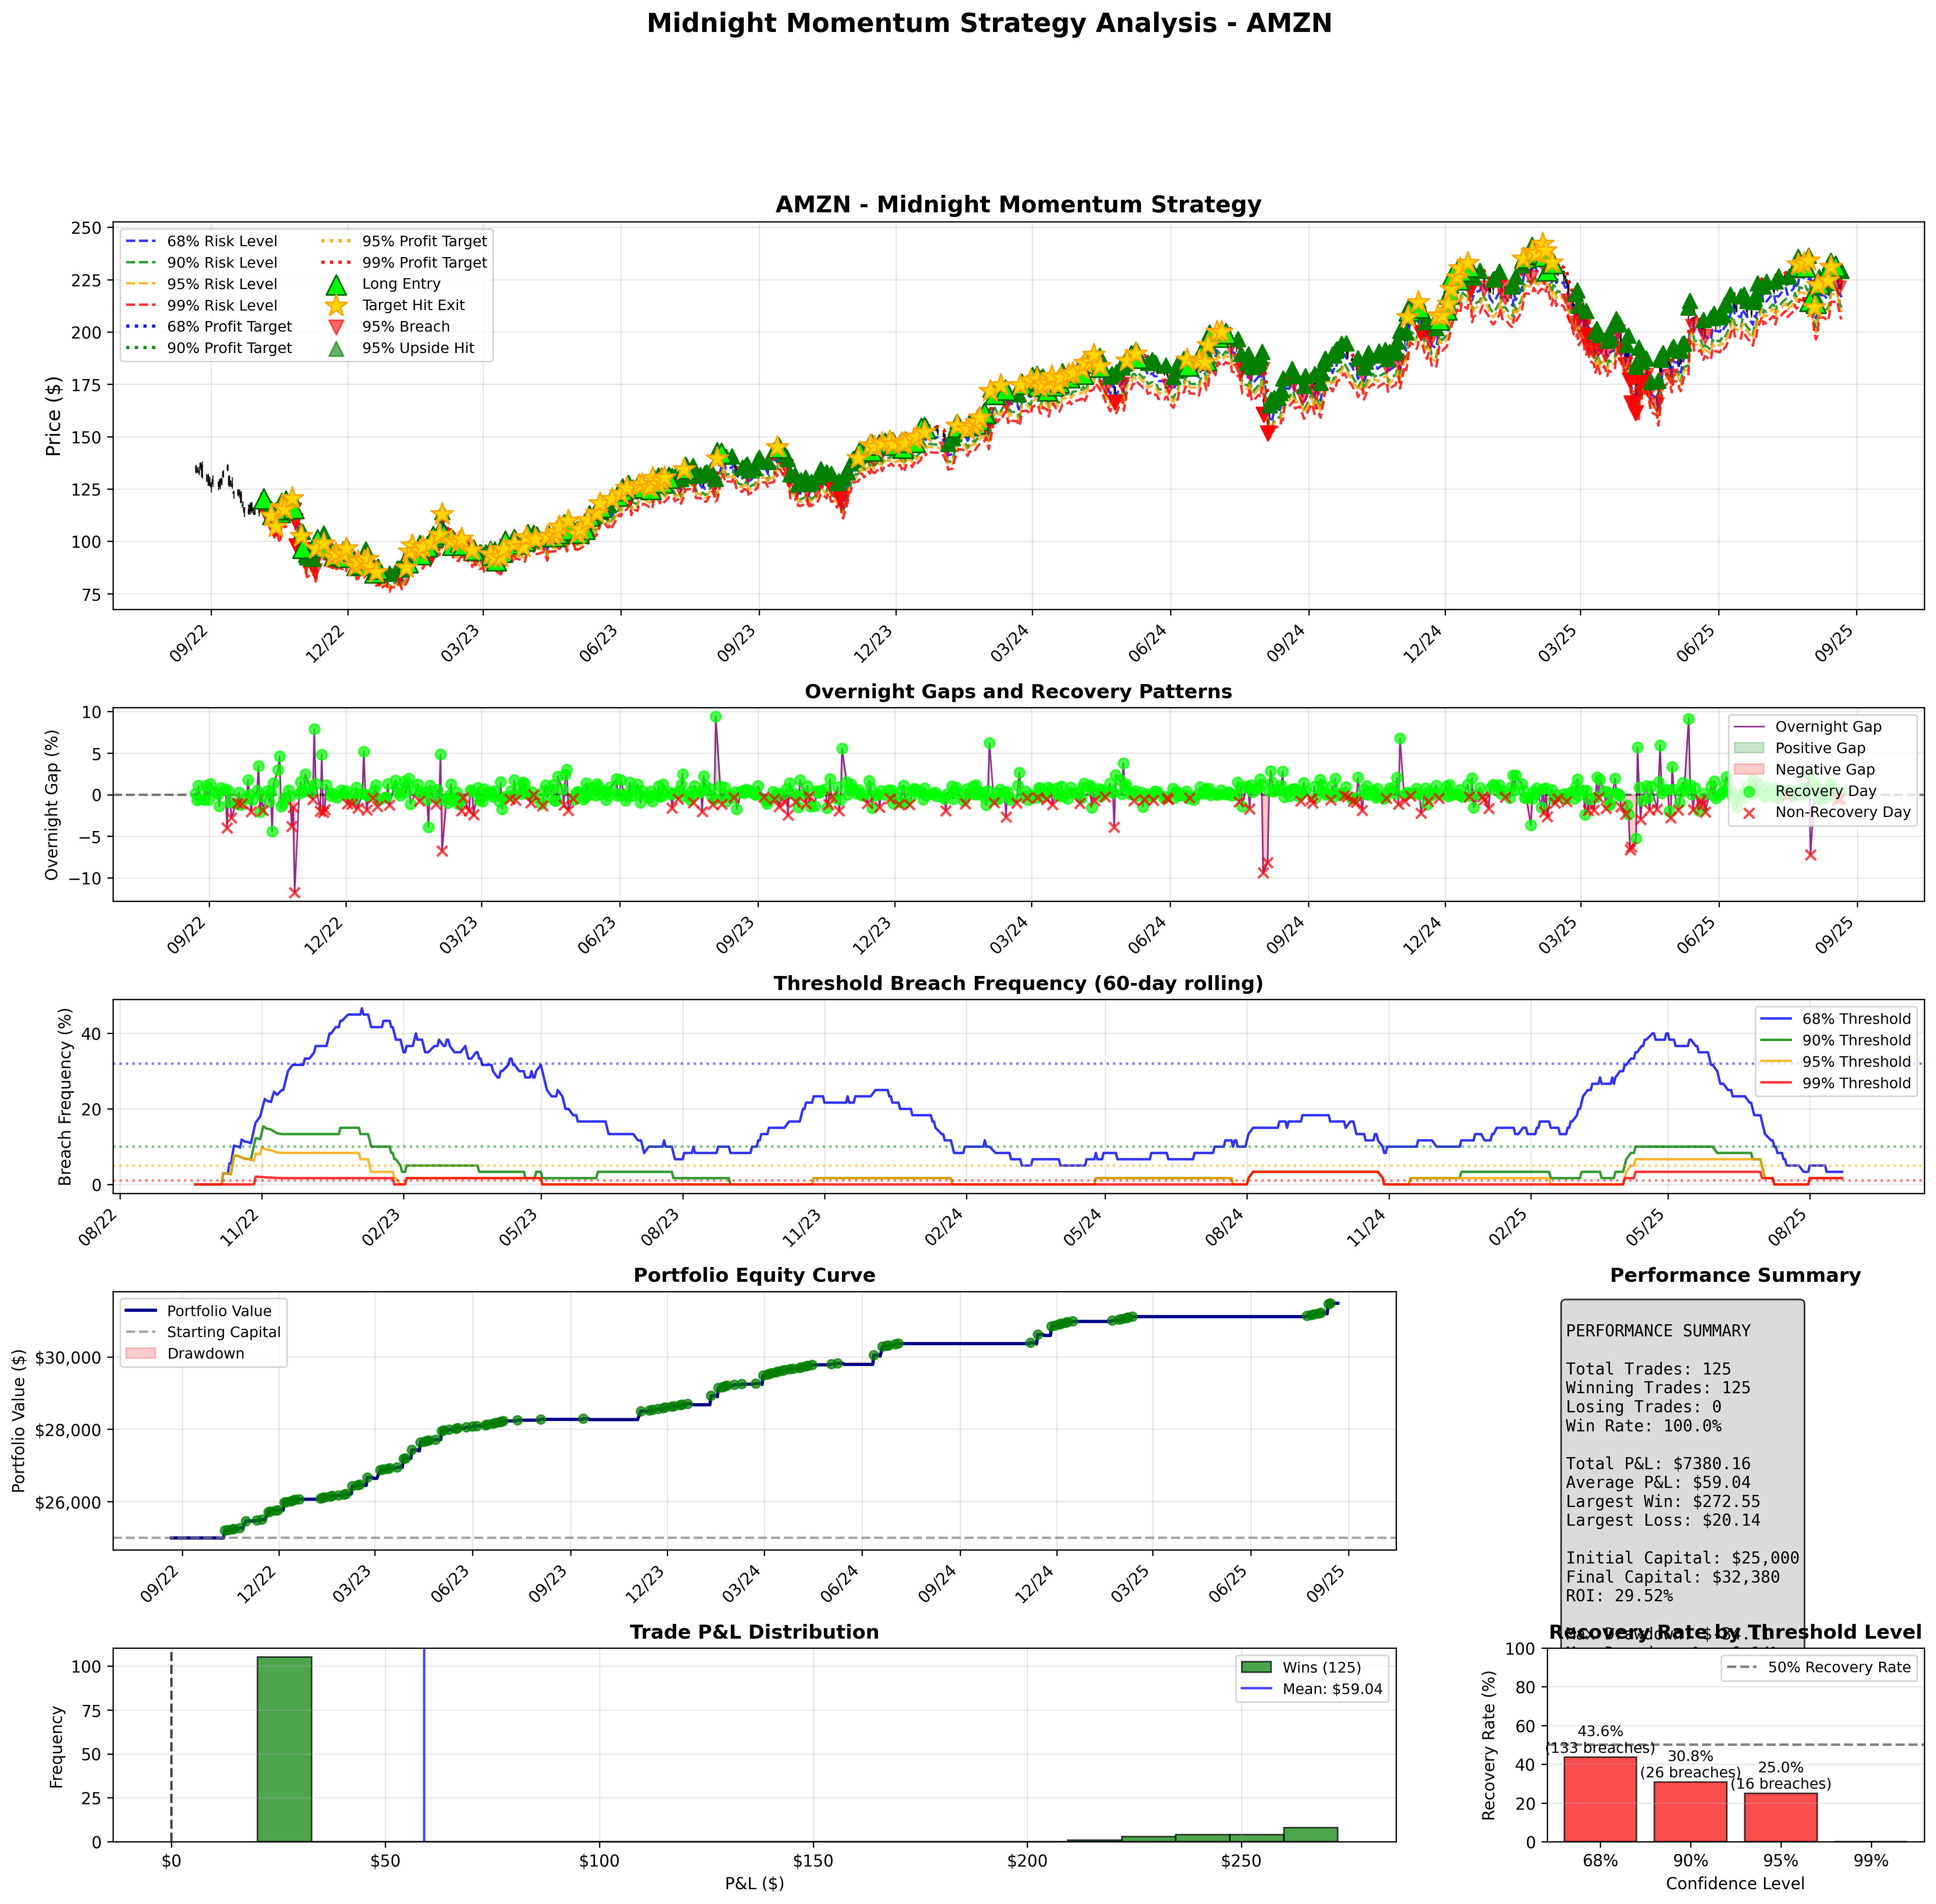 Midnight Momentum Strategy Analysis - AMZN
AMZN - Midnight Momentum Strategy
Price ($)
250
225
200
175
150
125
100
75
68% Risk Level
90% Risk Level
95% Risk Level
99% Risk Level
68% Profit Target
90% Profit Target
95% Profit Target
99% Profit Target
Long Entry
Target Hit Exit
95% Breach
95% Upside Hit
09/22
12/22
03/23
06/23
09/23
12/23
03/24
06/24
09/24
12/24
03/25
06/25
09/25
Overnight Gaps and Recovery Patterns
Overnight Gap (%)
10
5
0
−5
−10
Overnight Gap
Positive Gap
Negative Gap
Recovery Day
Non-Recovery Day
09/22
12/22
03/23
06/23
09/23
12/23
03/24
06/24
09/24
12/24
03/25
06/25
09/25
Threshold Breach Frequency (60-day rolling)
Breach Frequency (%)
40
20
0
68% Threshold
90% Threshold
95% Threshold
99% Threshold
08/22
11/22
02/23
05/23
08/23
11/23
02/24
05/24
08/24
11/24
02/25
05/25
08/25
Portfolio Equity Curve
Portfolio Value ($)
$30,000
$28,000
$26,000
Portfolio Value
Starting Capital
Drawdown
09/22
12/22
03/23
06/23
09/23
12/23
03/24
06/24
09/24
12/24
03/25
06/25
09/25
Performance Summary
PERFORMANCE SUMMARY
Total Trades: 125
Winning Trades: 125
Losing Trades: 0
Win Rate: 100.0%
Total P&L: $7380.16
Average P&L: $59.04
Largest Win: $272.55
Largest Loss: $20.14
Initial Capital: $25,000
Final Capital: $32,380
ROI: 29.52%
Trade P&L Distribution
Frequency
100
75
50
25
0
Wins (125)
Mean: $59.04
$0
$50
$100
$150
$200
$250
P&L ($)
Recovery Rate by Threshold Level
Recovery Rate (%)
100
80
60
40
20
0
50% Recovery Rate
43.6%
(133 breaches)
30.8%
(26 breaches)
25.0%
(16 breaches)
68%
90%
95%
99%
Confidence Level